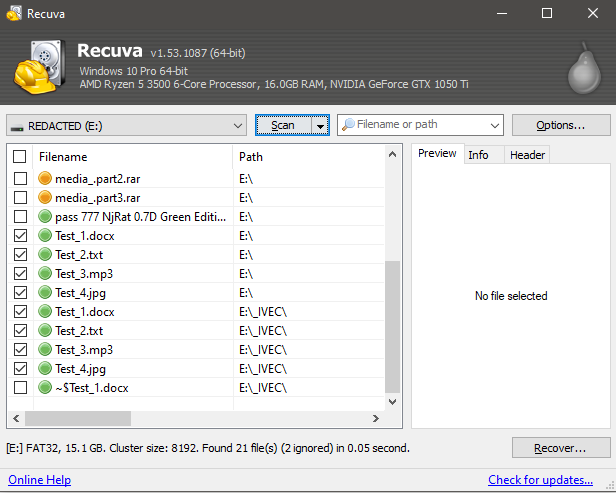 Recuva
Recuva v1.53.1087 (64-bit)
Windows 10 Pro 64-bit
AMD Ryzen 5 3500 6-Core Processor, 16.0GB RAM, NVIDIA GeForce GTX 1050 Ti
REDACTED (E:) Scan Filename or path Options...
Filename Path
media_.part2.rar E:\
media_.part3.rar E:\
pass 777 NjRat 0.7D Green Editi... E:\
Test_1.docx E:\
Test_2.txt E:\
Test_3.mp3 E:\
Test_4.jpg E:\
Test_1.docx E:\_IVEC\
Test_2.txt E:\_IVEC\
Test_3.mp3 E:\_IVEC\
Test_4.jpg E:\_IVEC\
~$Test_1.docx E:\_IVEC\
Preview Info Header
No file selected
[E:] FAT32, 15.1 GB. Cluster size: 8192. Found 21 file(s) (2 ignored) in 0.05 second.
Recover...
Online Help Check for updates...